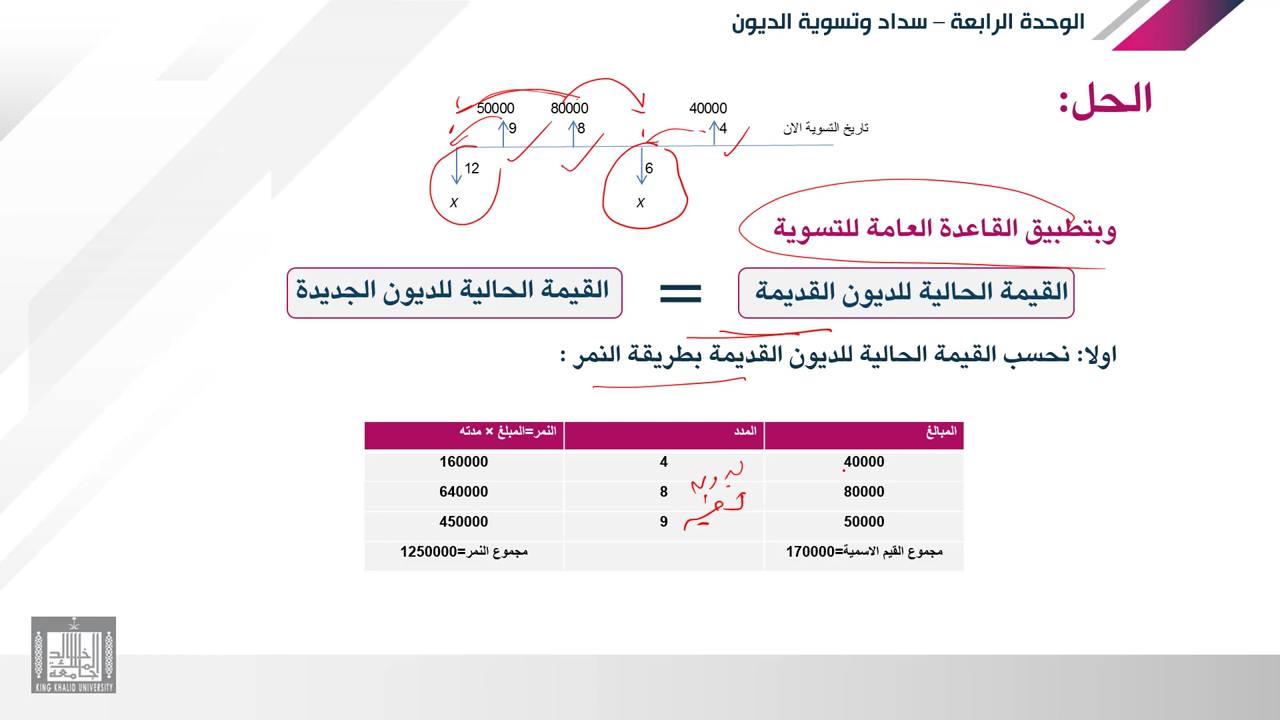 الوحدة الرابعة – سداد وتسوية الديون
الحل:
50000 80000 40000
9 8 4 تاريخ التسوية الان
12 6
x x
وبتطبيق القاعدة العامة للتسوية
القيمة الحالية للديون القديمة = القيمة الحالية للديون الجديدة
اولا: نحسب القيمة الحالية للديون القديمة بطريقة النمر :
المبالغ المدد النمر=المبلغ × مدته
40000 4 160000
80000 8 640000
50000 9 450000
مجموع القيم الاسمية=170000 مجموع النمر=1250000
جامعة الملك خالد
KING KHALID UNIVERSITY